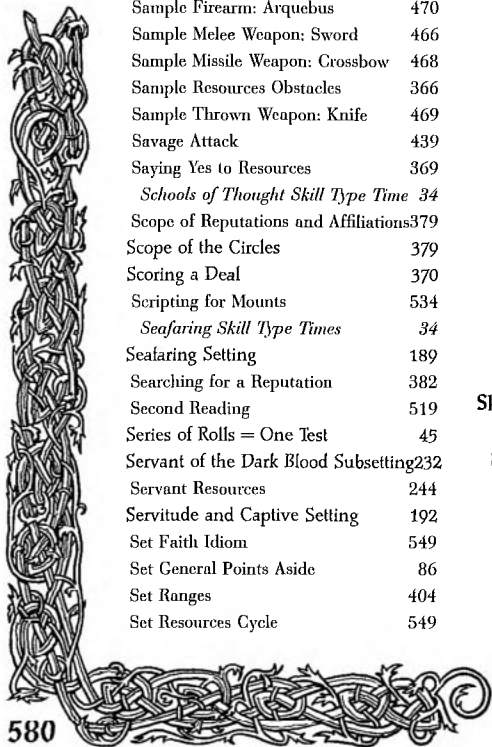 Sample Firearm: Arquebus 470
Sample Melee Weapon: Sword 466
Sample Missile Weapon: Crossbow 468
Sample Resources Obstacles 366
Sample Thrown Weapon: Knife 469
Savage Attack 439
Saying Yes to Resources 369
Schools of Thought Skill Type Time 34
Scope of Reputations and Affiliations379
Scope of the Circles 379
Scoring a Deal 370
Scripting for Mounts 534
Seafaring Skill Type Times 34
Seafaring Setting 189
Searching for a Reputation 382
Second Reading 519
Series of Rolls = One Test 45
Servant of the Dark Blood Subsetting232
Servant Resources 244
Servitude and Captive Setting 192
Set Faith Idiom 549
Set General Points Aside 86
Set Ranges 404
Set Resources Cycle 549
580